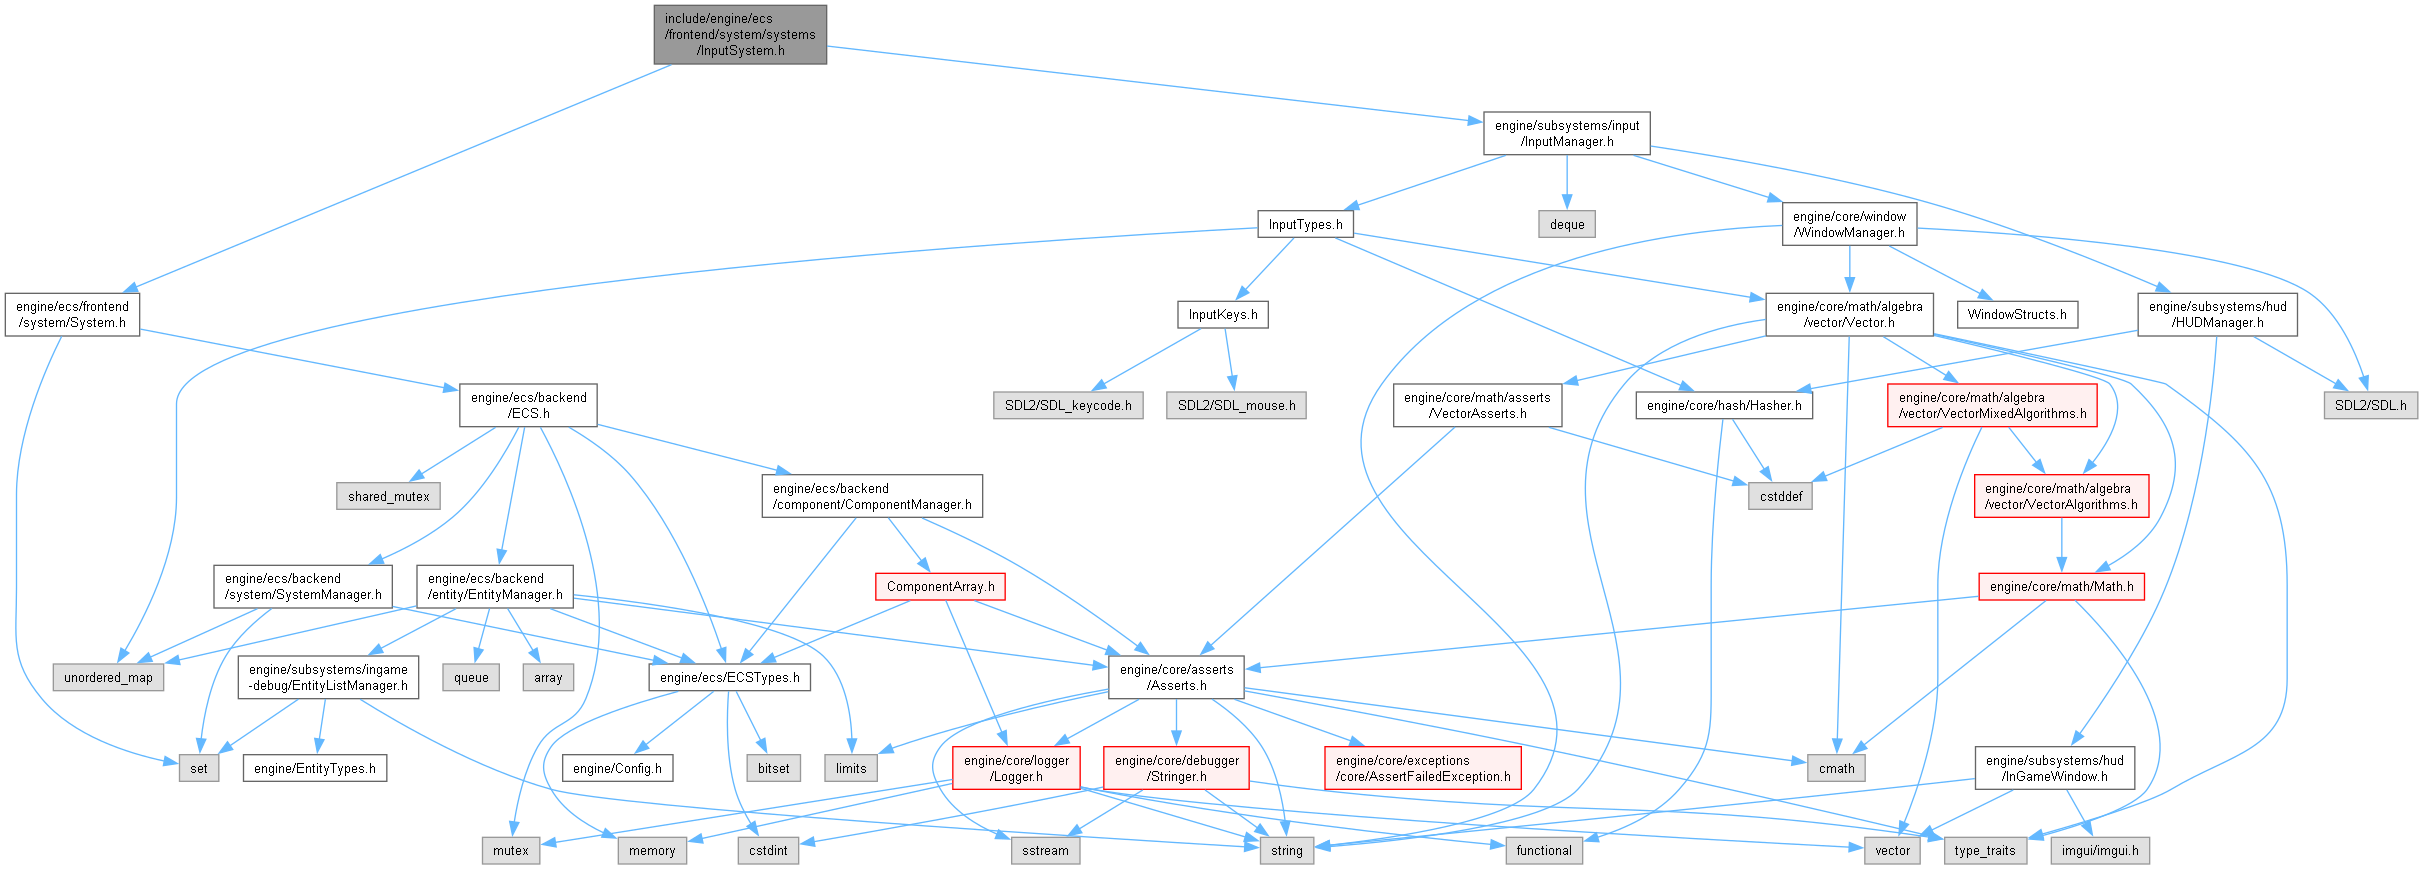 include/engine/ecs
/frontend/system/systems
/InputSystem.h
engine/subsystems/input
/InputManager.h
InputTypes.h
deque
engine/core/window
/WindowManager.h
engine/ecs/frontend
/system/System.h
InputKeys.h
engine/core/math/algebra
/vector/Vector.h
WindowStructs.h
engine/subsystems/hud
/HUDManager.h
engine/ecs/backend
/ECS.h
SDL2/SDL_keycode.h
SDL2/SDL_mouse.h
engine/core/math/asserts
/VectorAsserts.h
engine/core/hash/Hasher.h
engine/core/math/algebra
/vector/VectorMixedAlgorithms.h
SDL2/SDL.h
shared_mutex
engine/ecs/backend
/component/ComponentManager.h
cstddef
engine/core/math/algebra
/vector/VectorAlgorithms.h
engine/ecs/backend
/system/SystemManager.h
engine/ecs/backend
/entity/EntityManager.h
ComponentArray.h
engine/core/math/Math.h
unordered_map
engine/subsystems/ingame
-debug/EntityListManager.h
queue
array
engine/ecs/ECSTypes.h
engine/core/asserts
/Asserts.h
set
engine/EntityTypes.h
engine/Config.h
bitset
limits
engine/core/logger
/Logger.h
engine/core/debugger
/Stringer.h
engine/core/exceptions
/core/AssertFailedException.h
cmath
engine/subsystems/hud
/InGameWindow.h
mutex
memory
cstdint
sstream
string
functional
vector
type_traits
imgui/imgui.h